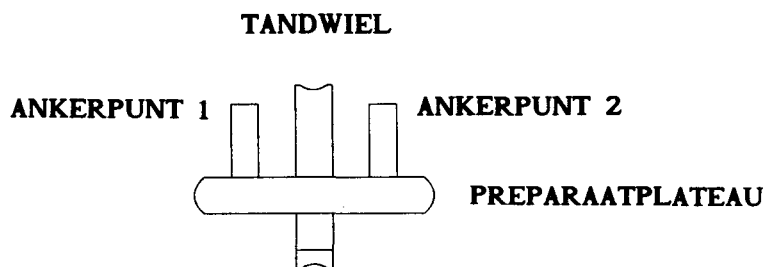 TANDWIEL
ANKERPUNT 1
ANKERPUNT 2
PREPARAATPLATEAU